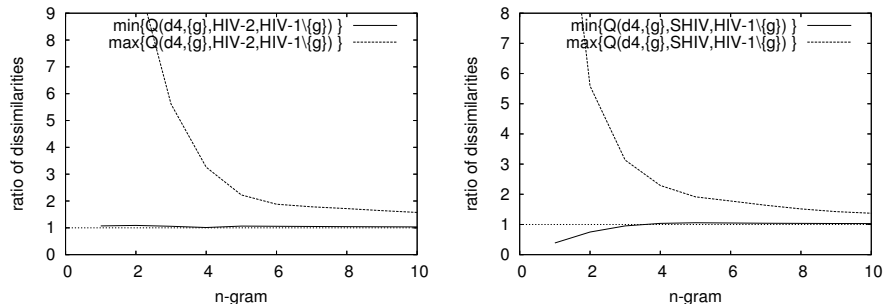 min{Q(d4,{g},HIV-2,HIV-1\{g}) }
max{Q(d4,{g},HIV-2,HIV-1\{g}) }
9
8
7
6
5
4
3
2
1
0
ratio of dissimilarities
0 2 4 6 8 10
n-gram
min{Q(d4,{g},SHIV,HIV-1\{g}) }
max{Q(d4,{g},SHIV,HIV-1\{g}) }
8
7
6
5
4
3
2
1
0
ratio of dissimilarities
0 2 4 6 8 10
n-gram